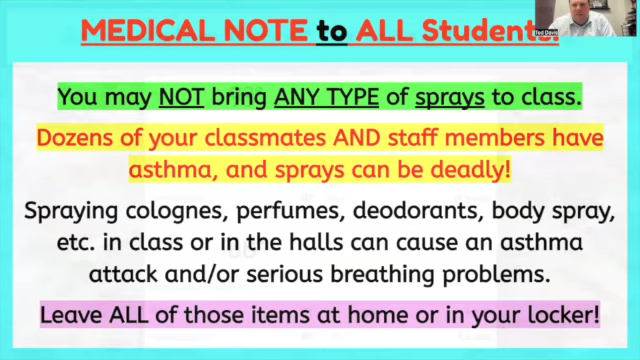 MEDICAL NOTE to ALL Students!
You may NOT bring ANY TYPE of sprays to class.
Dozens of your classmates AND staff members have
asthma, and sprays can be deadly!
Spraying colognes, perfumes, deodorants, body spray,
etc. in class or in the halls can cause an asthma
attack and/or serious breathing problems.
Leave ALL of those items at home or in your locker!